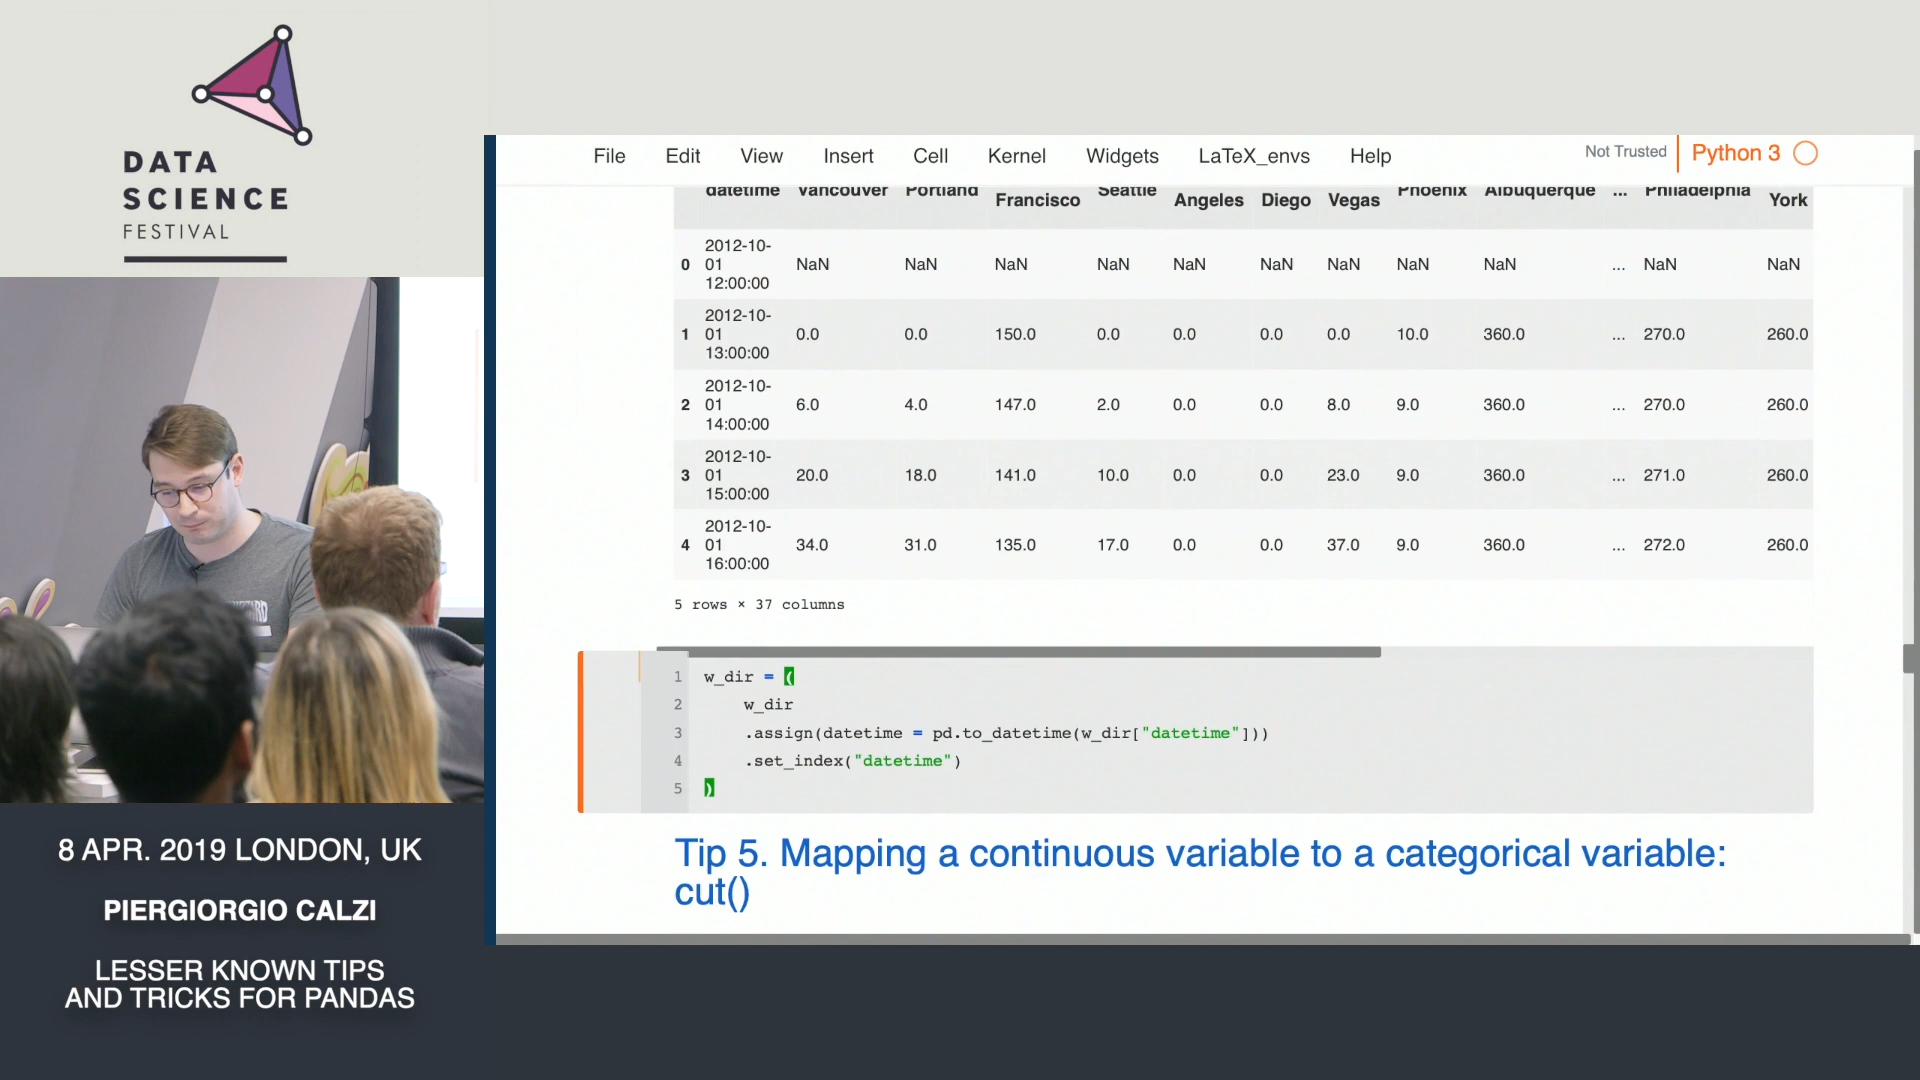 DATA
SCIENCE
FESTIVAL
File Edit View Insert Cell Kernel Widgets LaTeX_envs Help Not Trusted Python 3
datetime Vancouver Portland Francisco Seattle Angeles Diego Vegas Phoenix Albuquerque ... Philadelphia York
0 2012-10-01 12:00:00 NaN NaN NaN NaN NaN NaN NaN NaN NaN ... NaN NaN
1 2012-10-01 13:00:00 0.0 0.0 150.0 0.0 0.0 0.0 0.0 10.0 360.0 ... 270.0 260.0
2 2012-10-01 14:00:00 6.0 4.0 147.0 2.0 0.0 0.0 8.0 9.0 360.0 ... 270.0 260.0
3 2012-10-01 15:00:00 20.0 18.0 141.0 10.0 0.0 0.0 23.0 9.0 360.0 ... 271.0 260.0
4 2012-10-01 16:00:00 34.0 31.0 135.0 17.0 0.0 0.0 37.0 9.0 360.0 ... 272.0 260.0
5 rows × 37 columns
1 w_dir = (
2 w_dir
3 .assign(datetime = pd.to_datetime(w_dir["datetime"]))
4 .set_index("datetime")
5 )
Tip 5. Mapping a continuous variable to a categorical variable:
cut()
8 APR. 2019 LONDON, UK
PIERGIORGIO CALZI
LESSER KNOWN TIPS
AND TRICKS FOR PANDAS